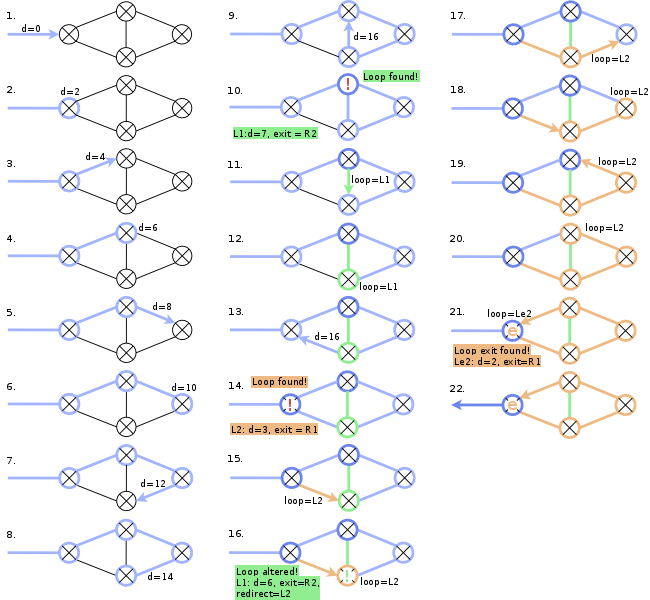 1.
d=0
2.
d=2
3.
d=4
4.
d=6
5.
d=8
6.
d=10
7.
d=12
8.
d=14
9.
d=16
Loop found!
10.
!
L1:d=7, exit = R2
11.
loop=L1
12.
loop=L1
13.
d=16
14.
Loop found!
!
L2: d=3, exit = R1
15.
loop=L2
16.
!
Loop altered!
L1: d=6, exit=R2,
redirect=L2
loop=L2
17.
loop=L2
18.
loop=L2
19.
loop=L2
20.
loop=L2
21.
loop=Le2
e
Loop exit found!
Le2: d=2, exit=R1
22.
e